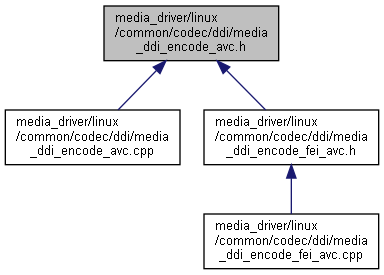 media_driver/linux
/common/codec/ddi/media
_ddi_encode_avc.h
media_driver/linux
/common/codec/ddi/media
_ddi_encode_avc.cpp
media_driver/linux
/common/codec/ddi/media
_ddi_encode_fei_avc.h
media_driver/linux
/common/codec/ddi/media
_ddi_encode_fei_avc.cpp